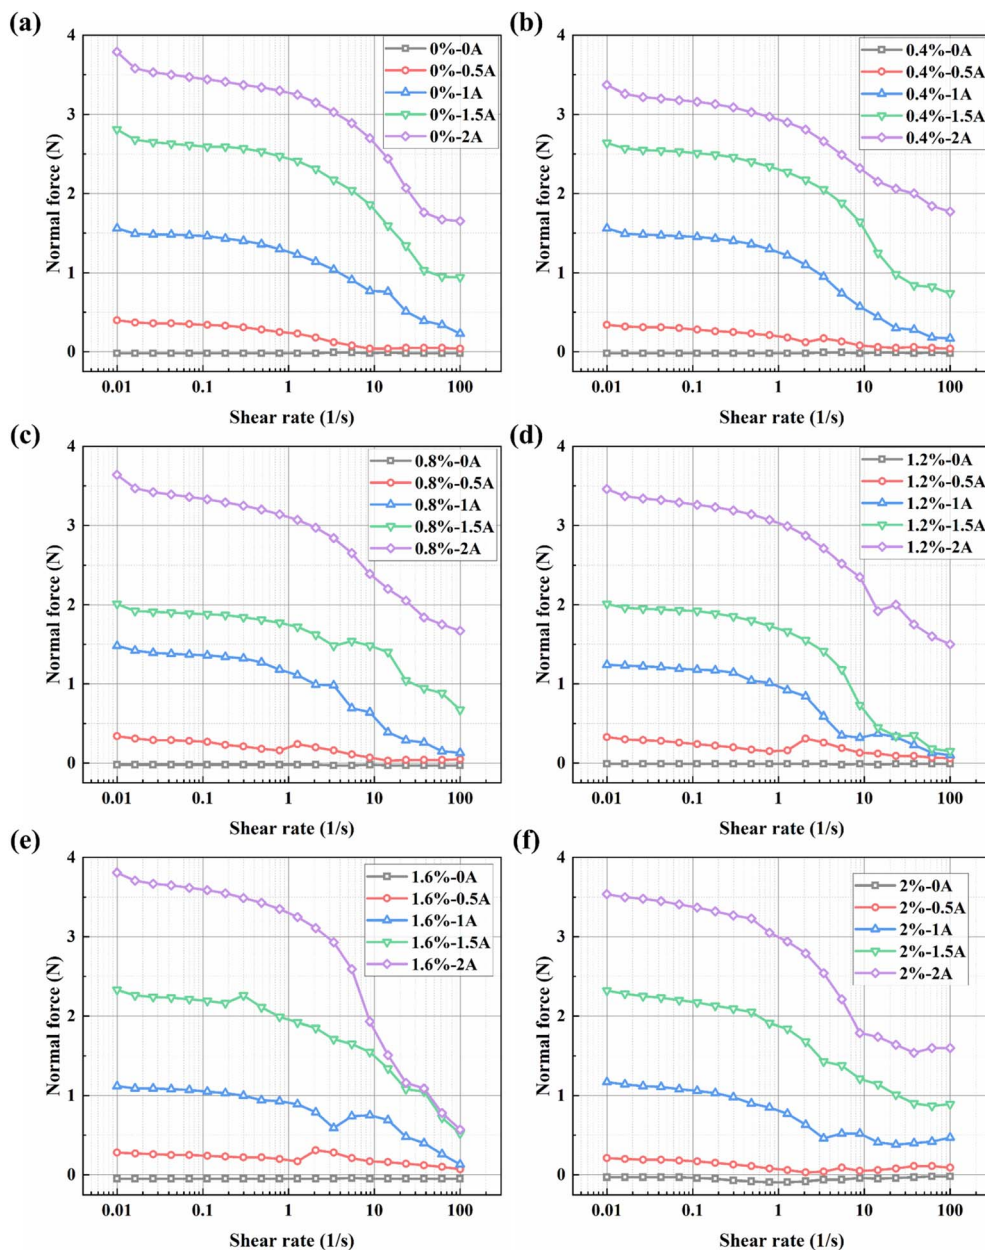 (a)
4
3
2
1
0
Normal force (N)
0%-0A
0%-0.5A
0%-1A
0%-1.5A
0%-2A
0.01
0.1
1
10
100
Shear rate (1/s)
(b)
4
3
2
1
0
Normal force (N)
0.4%-0A
0.4%-0.5A
0.4%-1A
0.4%-1.5A
0.4%-2A
0.01
0.1
1
10
100
Shear rate (1/s)
(c)
4
3
2
1
0
Normal force (N)
0.8%-0A
0.8%-0.5A
0.8%-1A
0.8%-1.5A
0.8%-2A
0.01
0.1
1
10
100
Shear rate (1/s)
(d)
4
3
2
1
0
Normal force (N)
1.2%-0A
1.2%-0.5A
1.2%-1A
1.2%-1.5A
1.2%-2A
0.01
0.1
1
10
100
Shear rate (1/s)
(e)
4
3
2
1
0
Normal force (N)
1.6%-0A
1.6%-0.5A
1.6%-1A
1.6%-1.5A
1.6%-2A
0.01
0.1
1
10
100
Shear rate (1/s)
(f)
4
3
2
1
0
Normal force (N)
2%-0A
2%-0.5A
2%-1A
2%-1.5A
2%-2A
0.01
0.1
1
10
100
Shear rate (1/s)